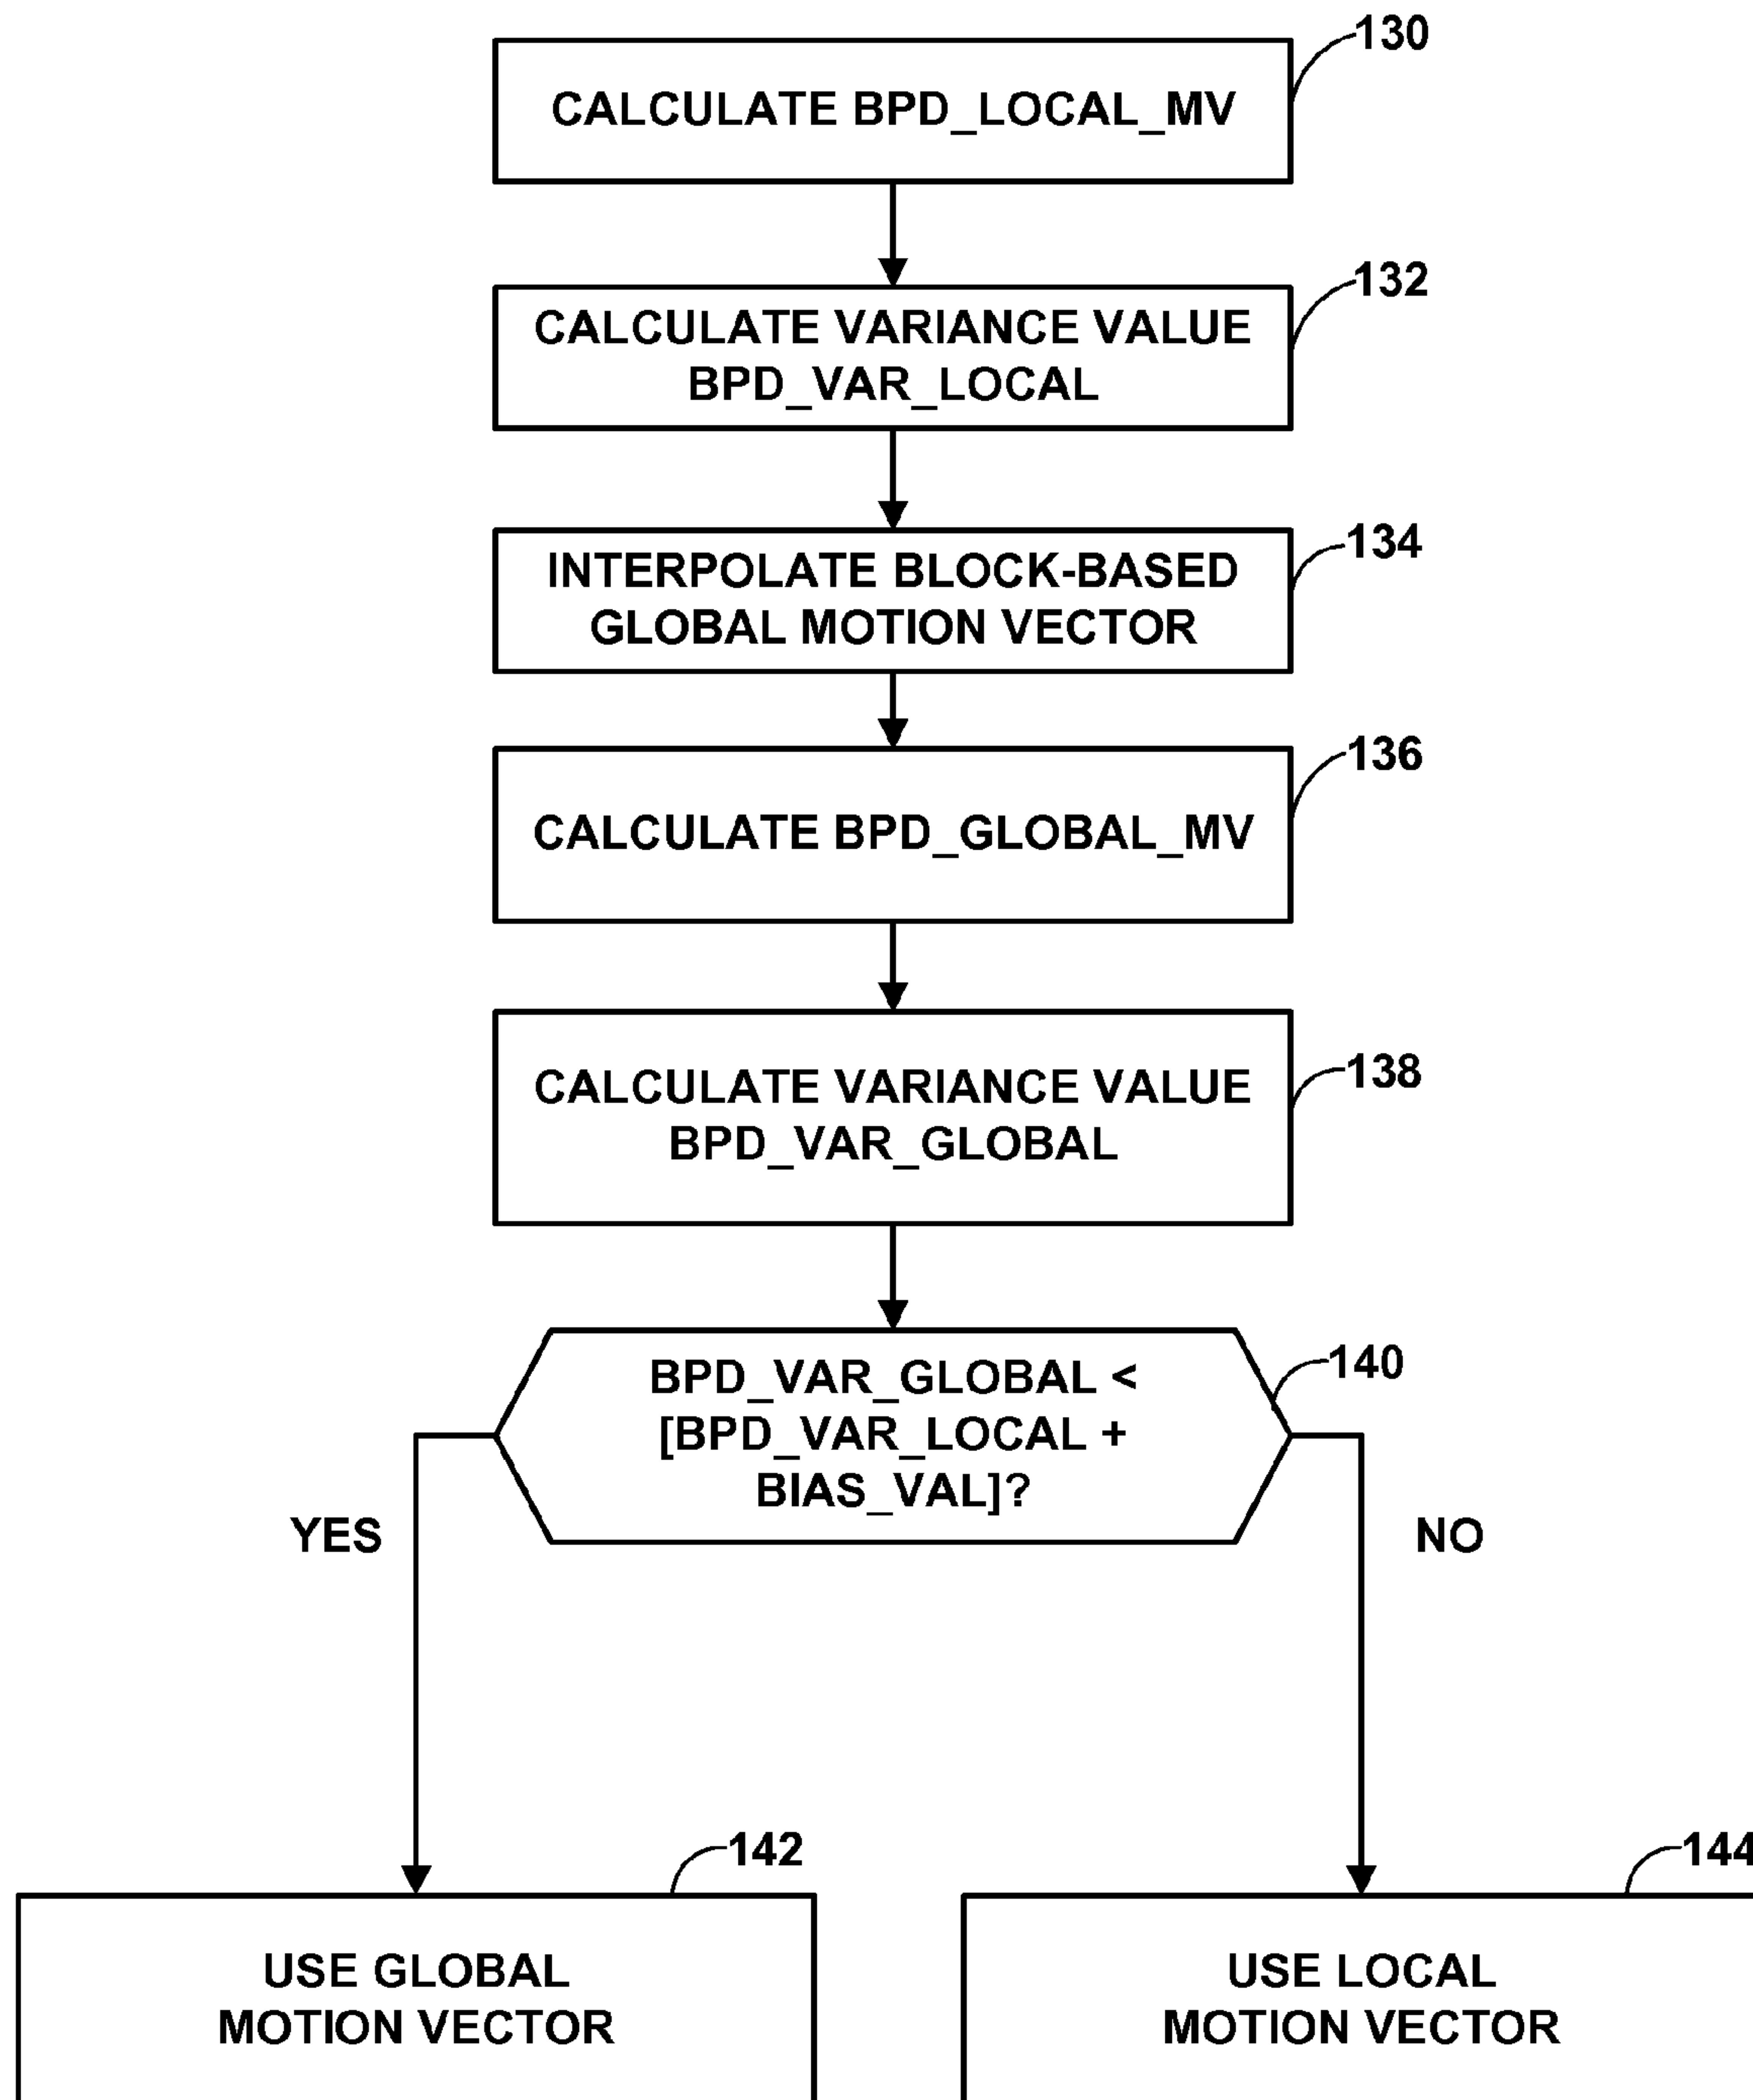 130
CALCULATE BPD_LOCAL_MV
132
CALCULATE VARIANCE VALUE
BPD_VAR_LOCAL
134
INTERPOLATE BLOCK-BASED
GLOBAL MOTION VECTOR
136
CALCULATE BPD_GLOBAL_MV
138
CALCULATE VARIANCE VALUE
BPD_VAR_GLOBAL
140
BPD_VAR_GLOBAL <
[BPD_VAR_LOCAL +
BIAS_VAL]?
YES
NO
142
USE GLOBAL
MOTION VECTOR
144
USE LOCAL
MOTION VECTOR